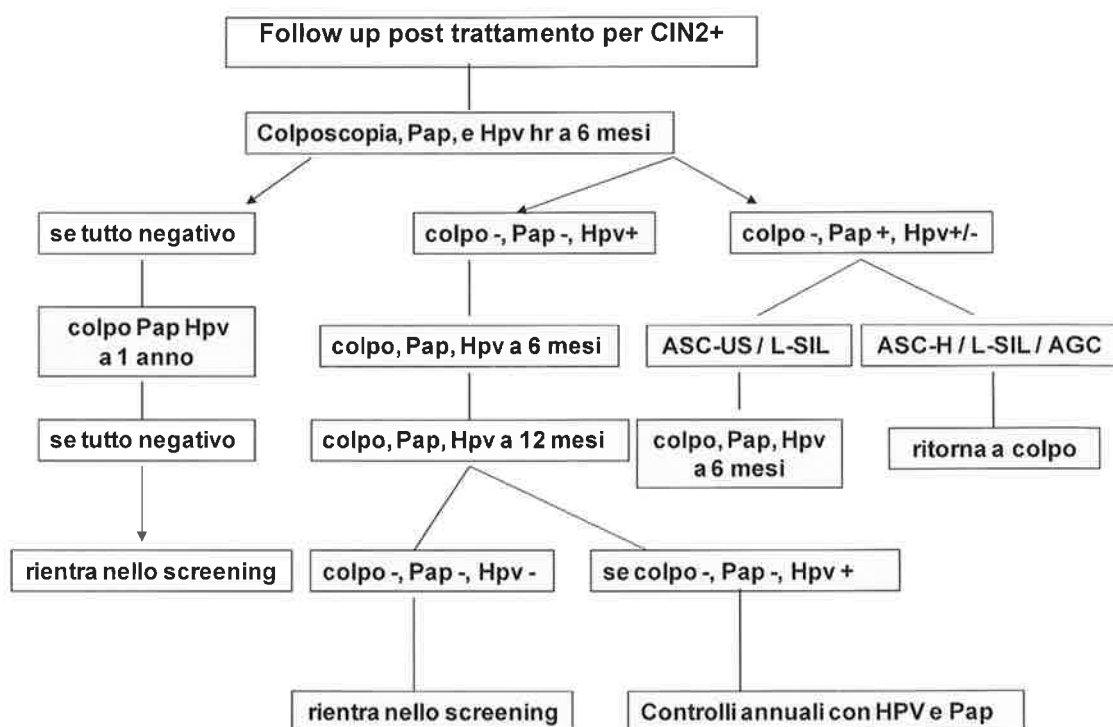 Follow up post trattamento per CIN2+
Colposcopia, Pap, e Hpv hr a 6 mesi
se tutto negativo
colpo -, Pap -, Hpv+
colpo -, Pap +, Hpv+/-
colpo Pap Hpv
a 1 anno
colpo, Pap, Hpv a 6 mesi
ASC-US / L-SIL
ASC-H / L-SIL / AGC
se tutto negativo
colpo, Pap, Hpv a 12 mesi
colpo, Pap, Hpv
a 6 mesi
ritorna a colpo
rientra nello screening
colpo -, Pap -, Hpv -
se colpo -, Pap -, Hpv +
rientra nello screening
Controlli annuali con HPV e Pap